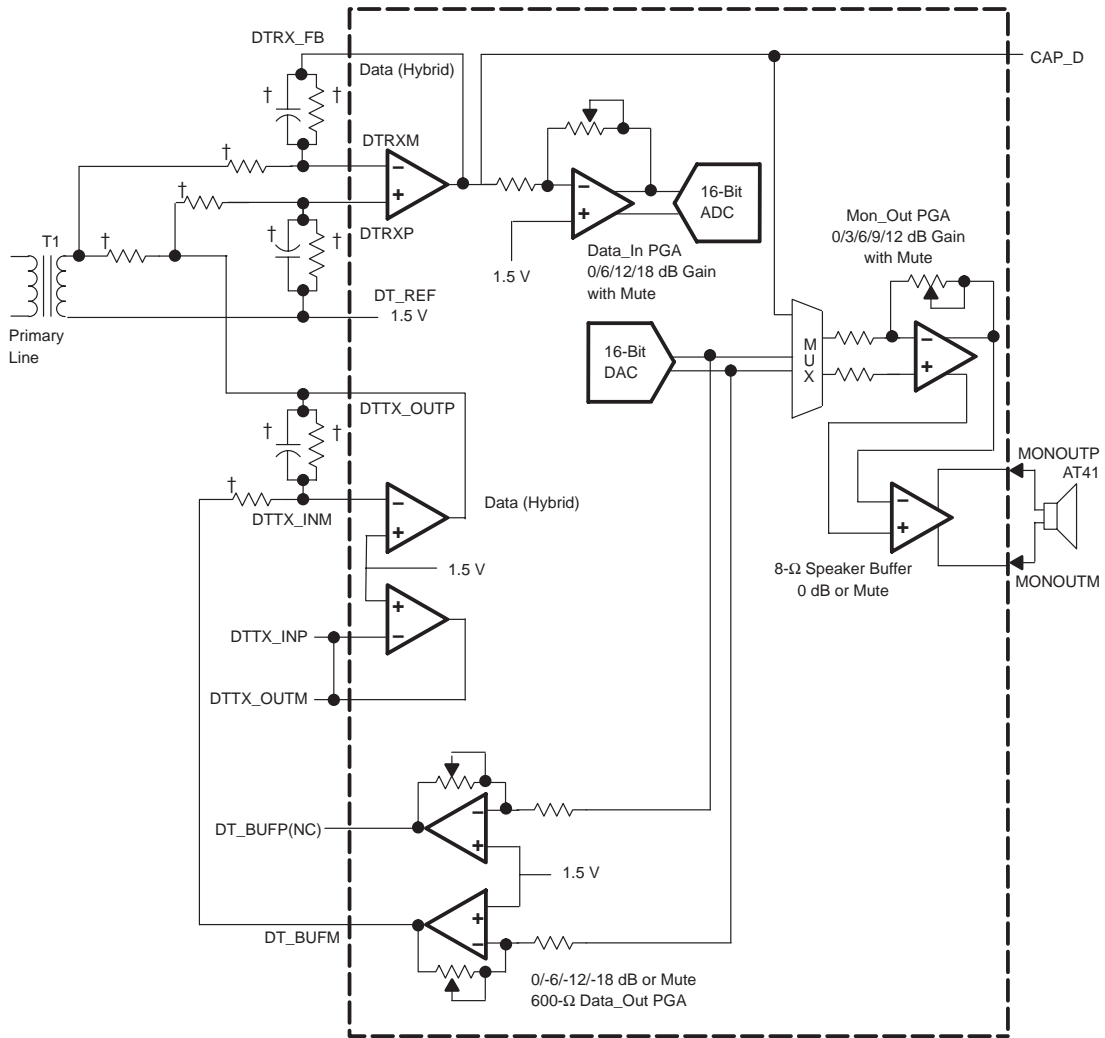 DTRX_FB
CAP_D
Data (Hybrid)
†
†
DTRXM
†
−
+
†
16-Bit
ADC
−
+
Mon_Out PGA
0/3/6/9/12 dB Gain
with Mute
T1
DTRXP
†
†
1.5 V
Data_In PGA
0/6/12/18 dB Gain
with Mute
DT_REF
1.5 V
Primary
Line
16-Bit
DAC
MUX
−
+
DTTX_OUTP
†
†
MONOUTP
AT41
†
DTTX_INM
Data (Hybrid)
−
+
−
+
1.5 V
8-Ω Speaker Buffer
0 dB or Mute
MONOUTM
+
−
DTTX_INP
DTTX_OUTM
−
+
DT_BUFP(NC)
1.5 V
+
−
DT_BUFM
0/-6/-12/-18 dB or Mute
600-Ω Data_Out PGA